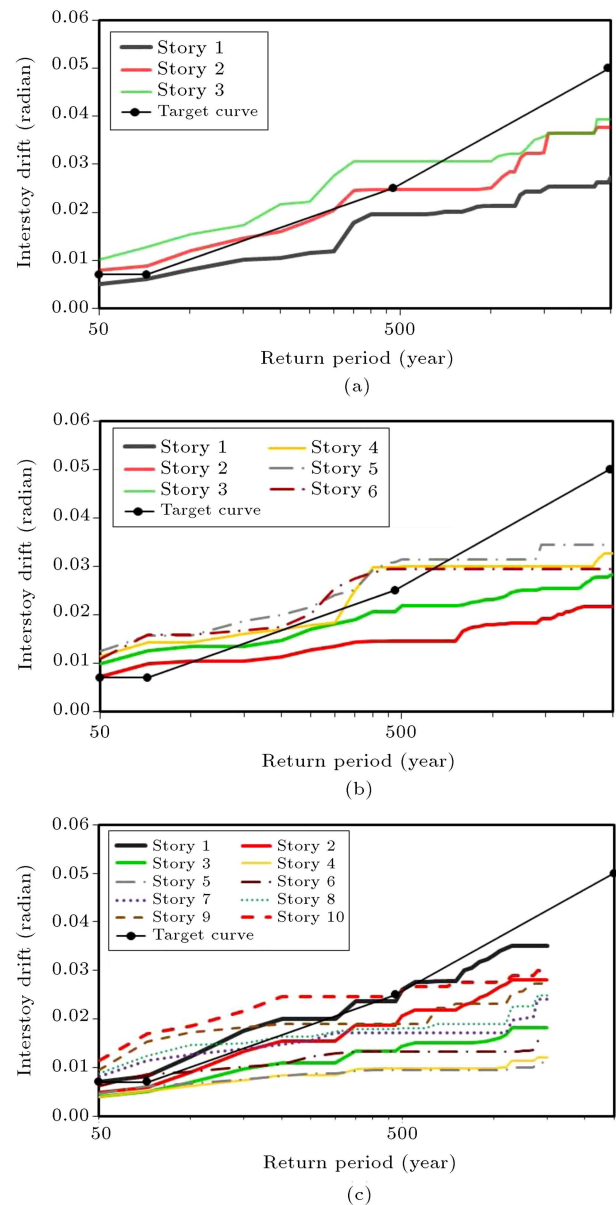 0.06
0.05
0.04
0.03
0.02
0.01
0.00
Interstoy drift (radian)
Story 1
Story 2
Story 3
Target curve
50
500
Return period (year)
(a)
0.06
0.05
0.04
0.03
0.02
0.01
0.00
Interstoy drift (radian)
Story 1
Story 4
Story 2
Story 5
Story 3
Story 6
Target curve
50
500
Return period (year)
(b)
0.06
0.05
0.04
0.03
0.02
0.01
0.00
Interstoy drift (radian)
Story 1
Story 2
Story 3
Story 4
Story 5
Story 6
Story 7
Story 8
Story 9
Story 10
Target curve
50
500
Return period (year)
(c)